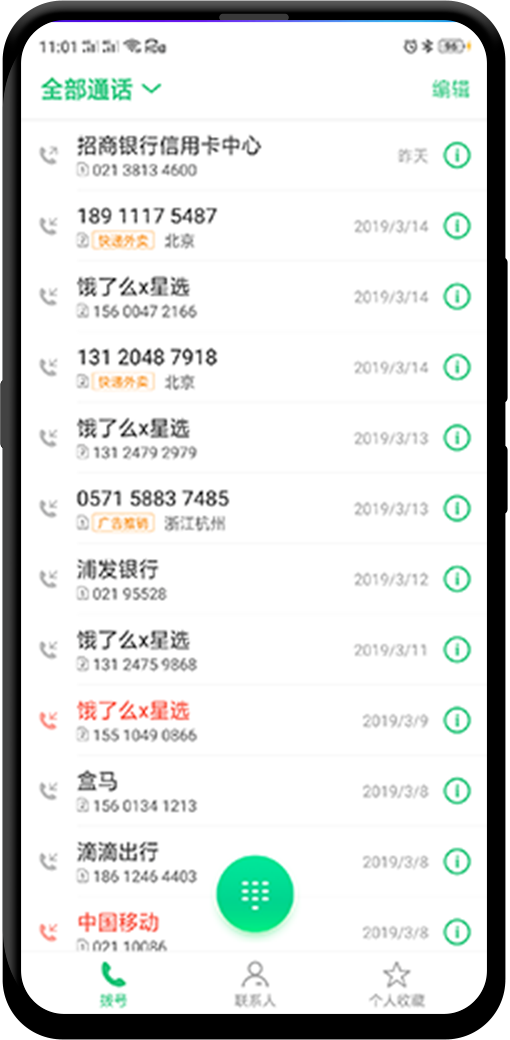 11:01
96
全部通话
编辑
招商银行信用卡中心
1 021 3813 4600
昨天
189 1117 5487
2 快递外卖 北京
2019/3/14
饿了么x星选
2 156 0047 2166
2019/3/14
131 2048 7918
2 快递外卖 北京
2019/3/14
饿了么x星选
2 131 2479 2979
2019/3/13
0571 5883 7485
1 广告推销 浙江杭州
2019/3/13
浦发银行
1 021 95528
2019/3/12
饿了么x星选
2 131 2475 9868
2019/3/11
饿了么x星选
2 155 1049 0866
2019/3/9
盒马
2 156 0134 1213
2019/3/8
滴滴出行
1 186 1246 4403
2019/3/8
中国移动
1 021 10086
2019/3/8
拨号
联系人
个人收藏